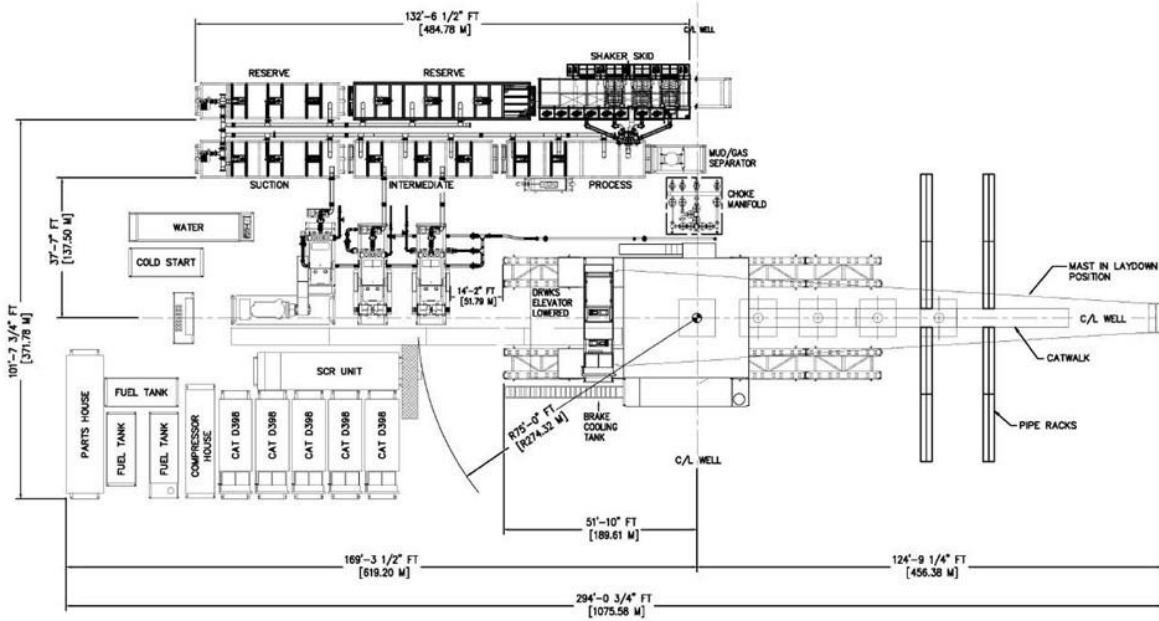 132'-6 1/2" FT
[484.78 M]
C/L WELL
SHAKER SKID
RESERVE
RESERVE
MUD/GAS
SEPARATOR
SUCTION
INTERMEDIATE
PROCESS
CHOKE
MANIFOLD
WATER
COLD START
37'-7" FT
[137.50 M]
14'-2" FT
[51.79 M]
DRWKS
ELEVATOR
LOWERED
MAST IN LAYDOWN
POSITION
C/L WELL
CATWALK
101'-7 3/4" FT
[371.78 M]
SCR UNIT
PARTS HOUSE
FUEL TANK
FUEL TANK
FUEL TANK
COMPRESSOR
HOUSE
CAT D398
CAT D398
CAT D398
CAT D398
CAT D398
R75'-0" FT
[R274.32 M]
BRAKE
COOLING
TANK
PIPE RACKS
C/L WELL
51'-10" FT
[189.61 M]
169'-3 1/2" FT
[619.20 M]
124'-9 1/4" FT
[456.38 M]
294'-0 3/4" FT
[1075.58 M]